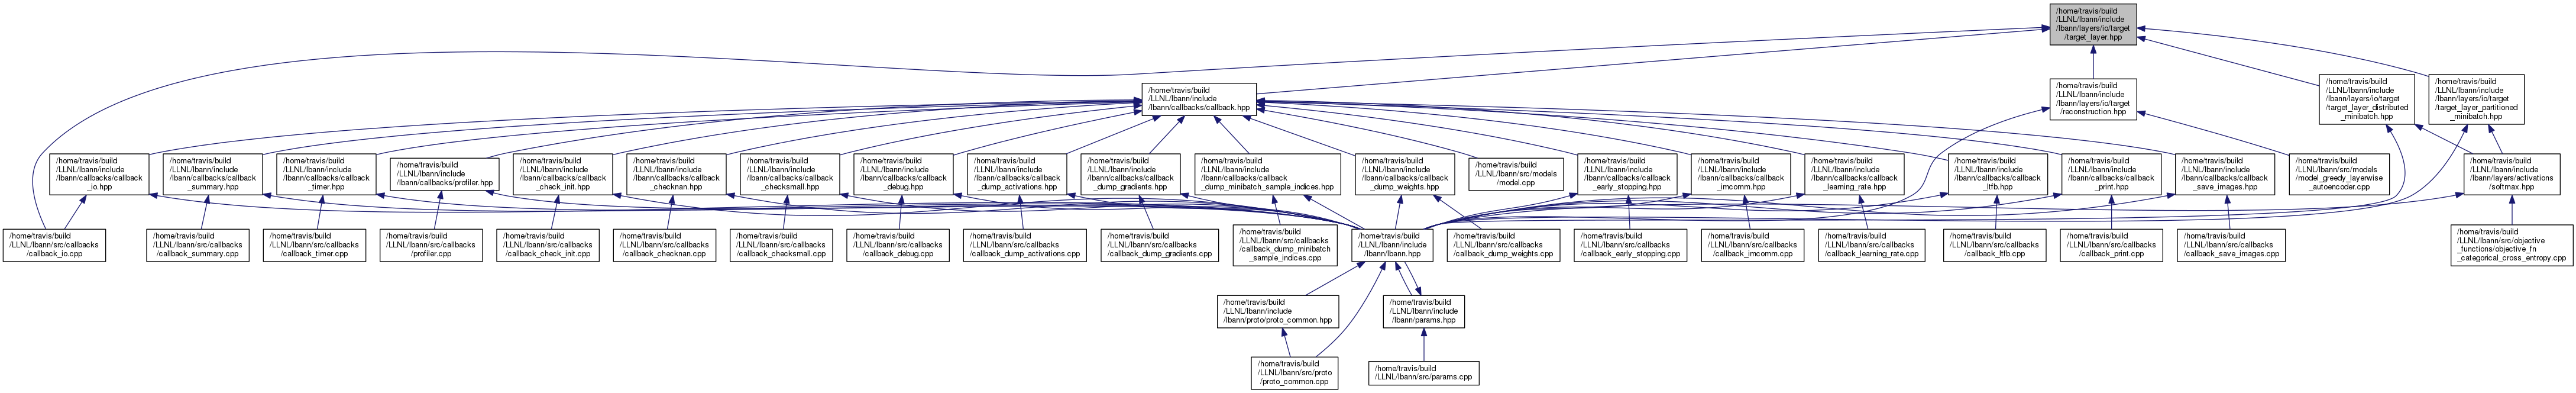 /home/travis/build
/LLNL/lbann/include
/lbann/layers/io/target
/target_layer.hpp
/home/travis/build
/LLNL/lbann/include
/lbann/callbacks/callback.hpp
/home/travis/build
/LLNL/lbann/include
/lbann/layers/io/target
/reconstruction.hpp
/home/travis/build
/LLNL/lbann/include
/lbann/layers/io/target
/target_layer_distributed
_minibatch.hpp
/home/travis/build
/LLNL/lbann/include
/lbann/layers/io/target
/target_layer_partitioned
_minibatch.hpp
/home/travis/build
/LLNL/lbann/include
/lbann/callbacks/callback
_io.hpp
/home/travis/build
/LLNL/lbann/include
/lbann/callbacks/callback
_summary.hpp
/home/travis/build
/LLNL/lbann/include
/lbann/callbacks/callback
_timer.hpp
/home/travis/build
/LLNL/lbann/include
/lbann/callbacks/profiler.hpp
/home/travis/build
/LLNL/lbann/include
/lbann/callbacks/callback
_check_init.hpp
/home/travis/build
/LLNL/lbann/include
/lbann/callbacks/callback
_checknan.hpp
/home/travis/build
/LLNL/lbann/include
/lbann/callbacks/callback
_checksmall.hpp
/home/travis/build
/LLNL/lbann/include
/lbann/callbacks/callback
_debug.hpp
/home/travis/build
/LLNL/lbann/include
/lbann/callbacks/callback
_dump_activations.hpp
/home/travis/build
/LLNL/lbann/include
/lbann/callbacks/callback
_dump_gradients.hpp
/home/travis/build
/LLNL/lbann/include
/lbann/callbacks/callback
_dump_minibatch_sample_indices.hpp
/home/travis/build
/LLNL/lbann/include
/lbann/callbacks/callback
_dump_weights.hpp
/home/travis/build
/LLNL/lbann/src/models
/model.cpp
/home/travis/build
/LLNL/lbann/include
/lbann/callbacks/callback
_early_stopping.hpp
/home/travis/build
/LLNL/lbann/include
/lbann/callbacks/callback
_imcomm.hpp
/home/travis/build
/LLNL/lbann/include
/lbann/callbacks/callback
_learning_rate.hpp
/home/travis/build
/LLNL/lbann/include
/lbann/callbacks/callback
_ltfb.hpp
/home/travis/build
/LLNL/lbann/include
/lbann/callbacks/callback
_print.hpp
/home/travis/build
/LLNL/lbann/include
/lbann/callbacks/callback
_save_images.hpp
/home/travis/build
/LLNL/lbann/src/models
/model_greedy_layerwise
_autoencoder.cpp
/home/travis/build
/LLNL/lbann/include
/lbann/layers/activations
/softmax.hpp
/home/travis/build
/LLNL/lbann/src/callbacks
/callback_io.cpp
/home/travis/build
/LLNL/lbann/src/callbacks
/callback_summary.cpp
/home/travis/build
/LLNL/lbann/src/callbacks
/callback_timer.cpp
/home/travis/build
/LLNL/lbann/src/callbacks
/profiler.cpp
/home/travis/build
/LLNL/lbann/src/callbacks
/callback_check_init.cpp
/home/travis/build
/LLNL/lbann/src/callbacks
/callback_checknan.cpp
/home/travis/build
/LLNL/lbann/src/callbacks
/callback_checksmall.cpp
/home/travis/build
/LLNL/lbann/src/callbacks
/callback_debug.cpp
/home/travis/build
/LLNL/lbann/src/callbacks
/callback_dump_activations.cpp
/home/travis/build
/LLNL/lbann/src/callbacks
/callback_dump_gradients.cpp
/home/travis/build
/LLNL/lbann/src/callbacks
/callback_dump_minibatch
_sample_indices.cpp
/home/travis/build
/LLNL/lbann/include
/lbann/lbann.hpp
/home/travis/build
/LLNL/lbann/src/callbacks
/callback_dump_weights.cpp
/home/travis/build
/LLNL/lbann/src/callbacks
/callback_early_stopping.cpp
/home/travis/build
/LLNL/lbann/src/callbacks
/callback_imcomm.cpp
/home/travis/build
/LLNL/lbann/src/callbacks
/callback_learning_rate.cpp
/home/travis/build
/LLNL/lbann/src/callbacks
/callback_ltfb.cpp
/home/travis/build
/LLNL/lbann/src/callbacks
/callback_print.cpp
/home/travis/build
/LLNL/lbann/src/callbacks
/callback_save_images.cpp
/home/travis/build
/LLNL/lbann/src/objective
_functions/objective_fn
_categorical_cross_entropy.cpp
/home/travis/build
/LLNL/lbann/include
/lbann/proto/proto_common.hpp
/home/travis/build
/LLNL/lbann/include
/lbann/params.hpp
/home/travis/build
/LLNL/lbann/src/proto
/proto_common.cpp
/home/travis/build
/LLNL/lbann/src/params.cpp